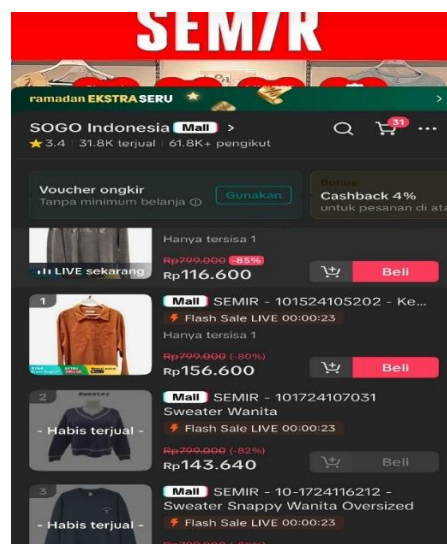 SEM/R
ramadan EKSTRA SERU
SOGO Indonesia Mall >
3.4 31.8K terjual 61.8K+ pengikut
31
Voucher ongkir
Tanpa minimum belanja
Gunakan
Bonus
Cashback 4%
untuk pesanan di ata
Hanya tersisa 1
Rp799.000 -85%
Rp116.600
LIVE sekarang
Beli
1
Mall SEMIR - 101524105202 - Ke...
Flash Sale LIVE 00:00:23
Hanya tersisa 1
Rp799.000 (-80%)
Rp156.600
Beli
2
Sweater
- Habis terjual -
Mall SEMIR - 101724107031
Sweater Wanita
Flash Sale LIVE 00:00:23
Rp799.000 (-82%)
Rp143.640
Beli
3
- Habis terjual -
Mall SEMIR - 10-1724116212 -
Sweater Snappy Wanita Oversized
Flash Sale LIVE 00:00:23